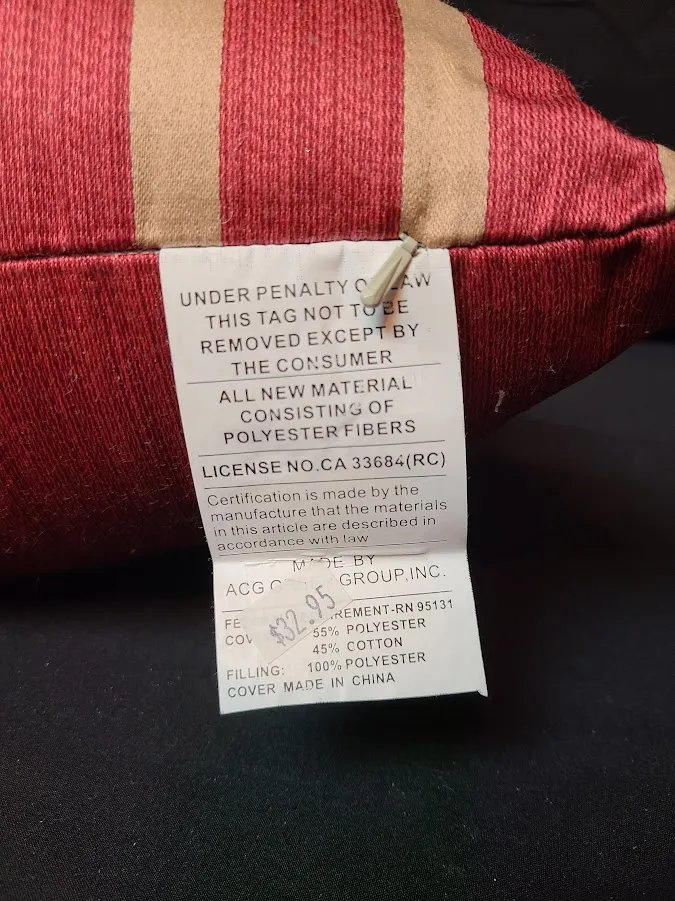 UNDER PENALTY OF LAW
THIS TAG NOT TO BE
REMOVED EXCEPT BY
THE CONSUMER
ALL NEW MATERIAL
CONSISTING OF
POLYESTER FIBERS
LICENSE NO.CA 33684(RC)
Certification is made by the
manufacture that the materials
in this article are described in
accordance with law
MADE BY
ACG GROUP,INC.
$32.95
RN 95131
55% POLYESTER
45% COTTON
FILLING: 100% POLYESTER
COVER MADE IN CHINA